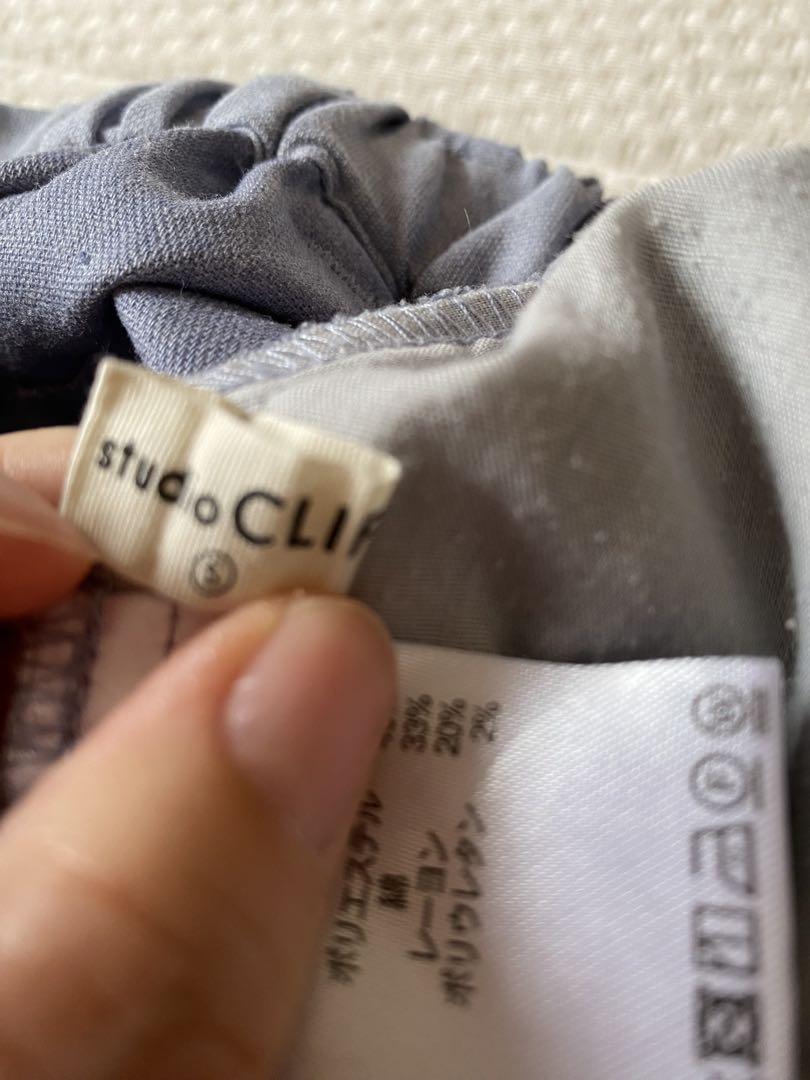 studio CLI
S
ポリエステル
綿 33%
レーヨン 20%
ポリウレタン 2%